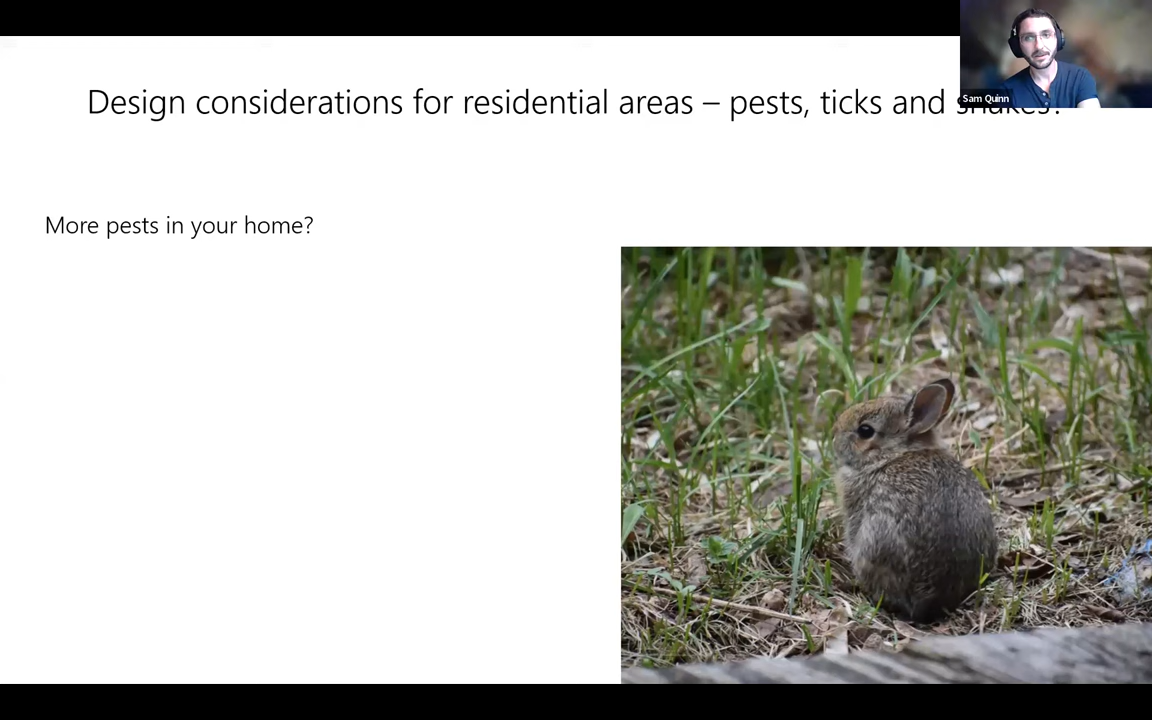 Design considerations for residential areas – pests, ticks and snakes?
Sam Quinn
More pests in your home?